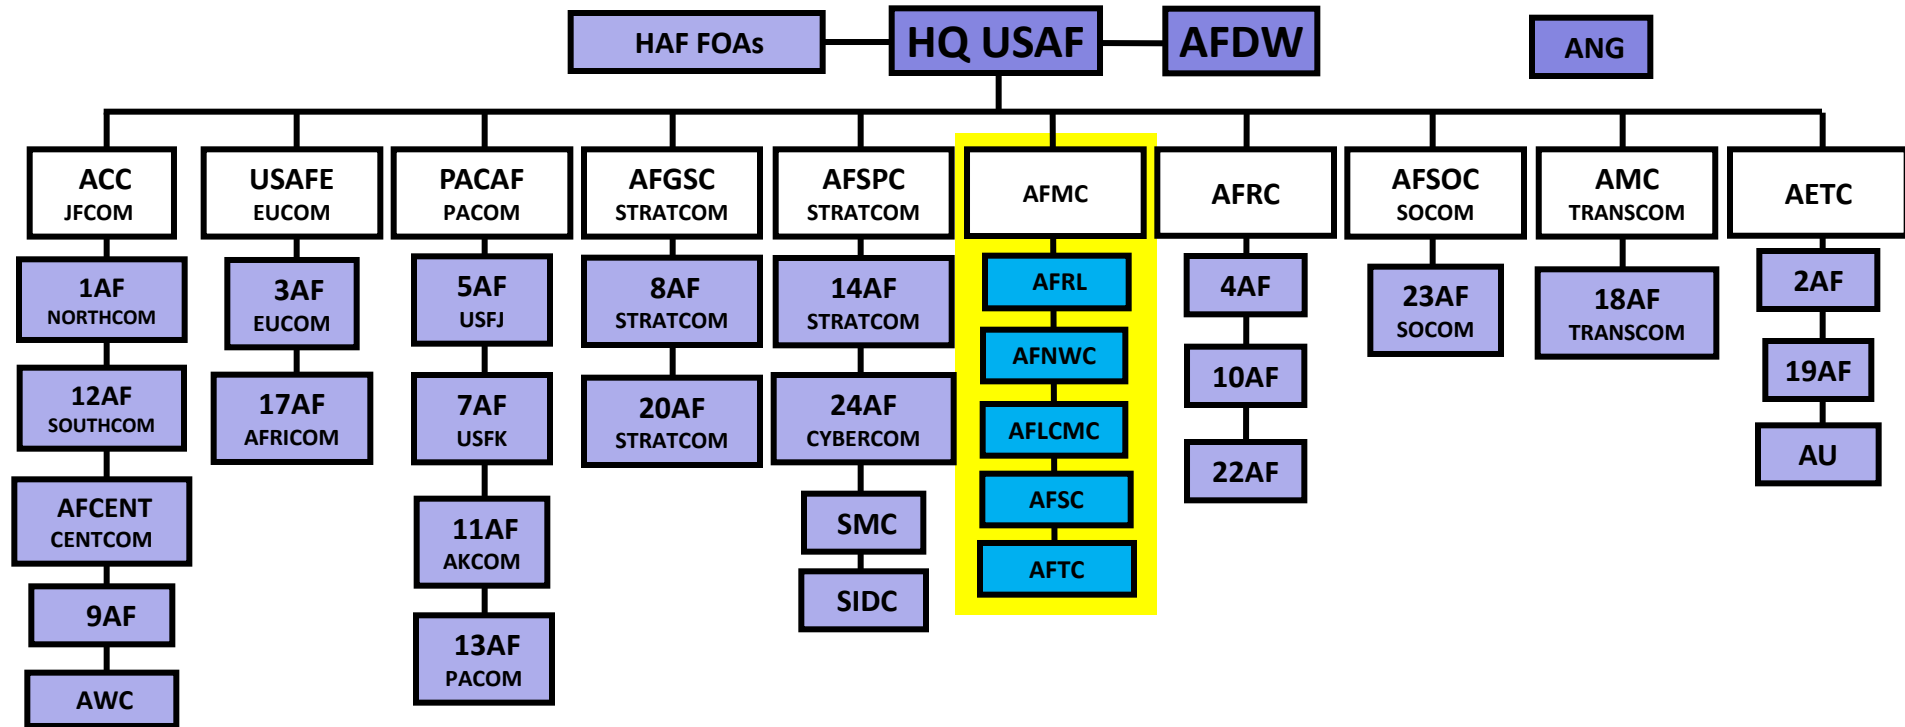 HAF FOAs
HQ USAF
AFDW
ANG
ACC
JFCOM
USAFE
EUCOM
PACAF
PACOM
AFGSC
STRATCOM
AFSPC
STRATCOM
AFMC
AFRC
AFSOC
SOCOM
AMC
TRANSCOM
AETC
1AF
NORTHCOM
12AF
SOUTHCOM
AFCENT
CENTCOM
9AF
AWC
3AF
EUCOM
17AF
AFRICOM
5AF
USFJ
7AF
USFK
11AF
AKCOM
13AF
PACOM
8AF
STRATCOM
20AF
STRATCOM
14AF
STRATCOM
24AF
CYBERCOM
SMC
SIDC
AFRL
AFNWC
AFLCMC
AFSC
AFTC
4AF
10AF
22AF
23AF
SOCOM
18AF
TRANSCOM
2AF
19AF
AU